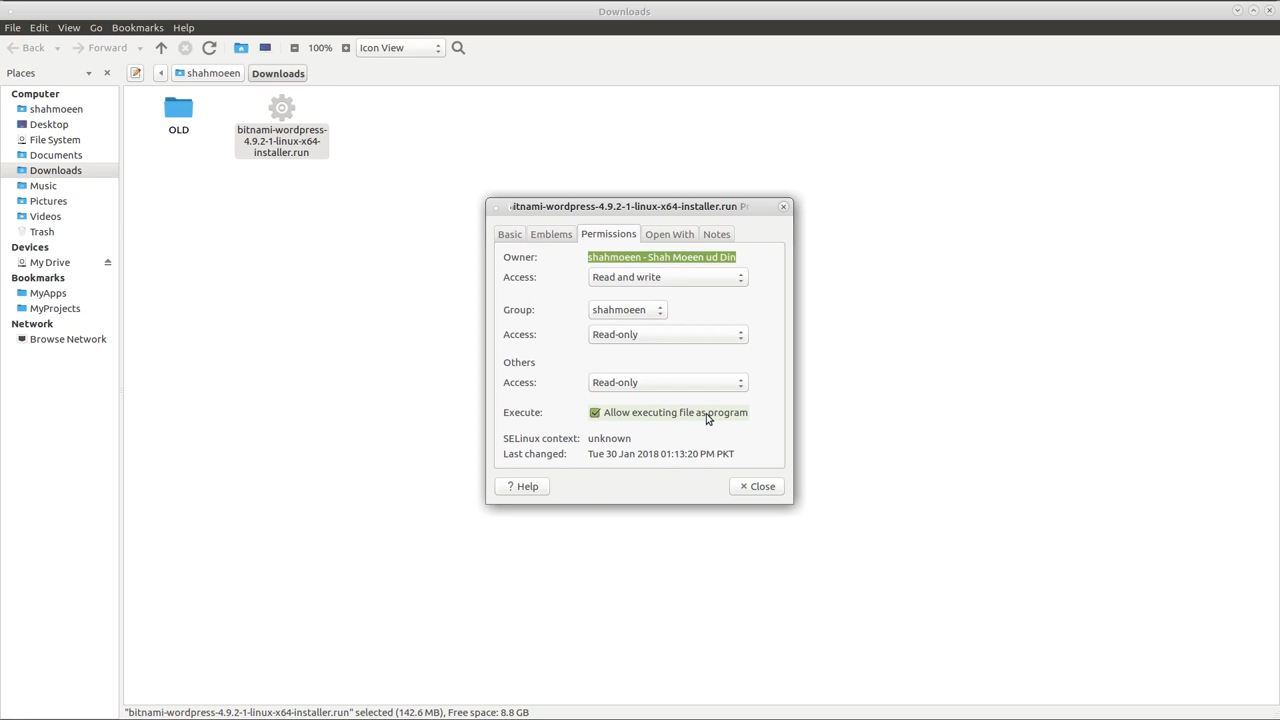 Downloads
File Edit View Go Bookmarks Help
Back Forward 100% Icon View
Places shahmoeen Downloads
Computer
shahmoeen
Desktop
File System
Documents
Downloads
Music
Pictures
Videos
Trash
Devices
My Drive
Bookmarks
MyApps
MyProjects
Network
Browse Network
OLD
bitnami-wordpress-
4.9.2-1-linux-x64-
installer.run
itnami-wordpress-4.9.2-1-linux-x64-installer.run P
Basic Emblems Permissions Open With Notes
Owner: shahmoeen - Shah Moeen ud Din
Access: Read and write
Group: shahmoeen
Access: Read-only
Others
Access: Read-only
Execute: Allow executing file as program
SELinux context: unknown
Last changed: Tue 30 Jan 2018 01:13:20 PM PKT
? Help × Close
"bitnami-wordpress-4.9.2-1-linux-x64-installer.run" selected (142.6 MB), Free space: 8.8 GB